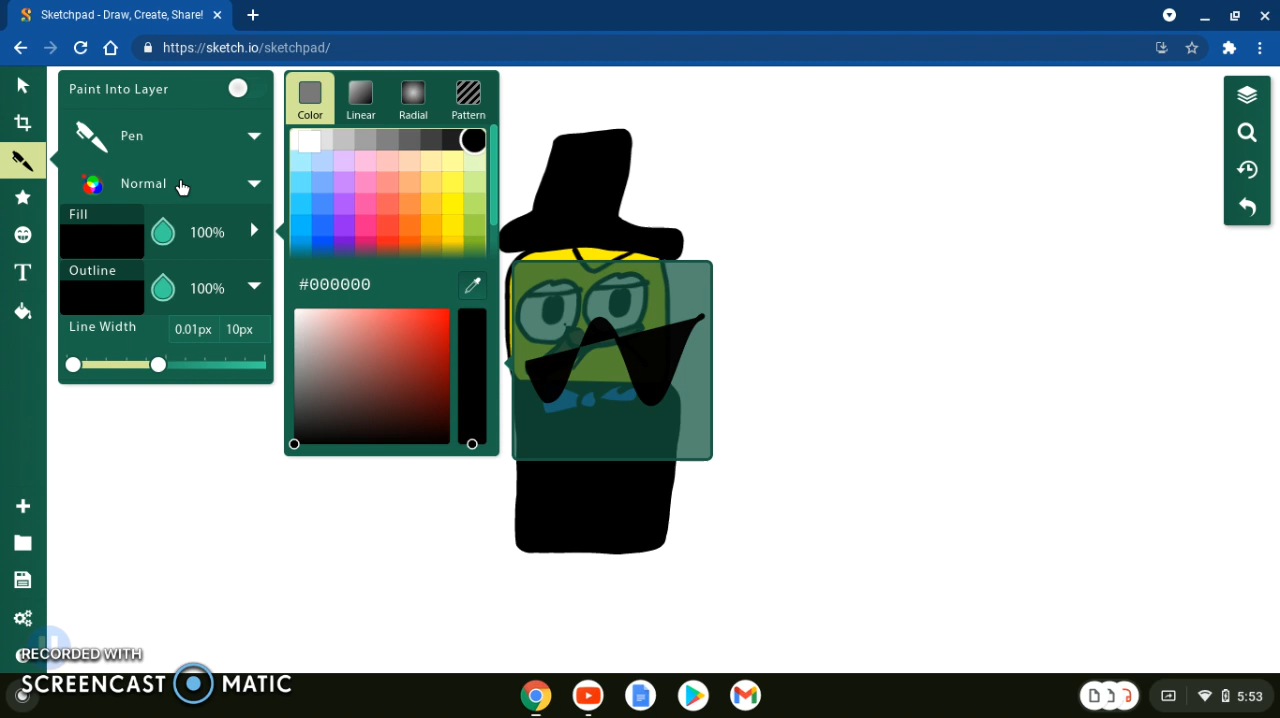 Sketchpad - Draw, Create, Share!
https://sketch.io/sketchpad/
Paint Into Layer
Pen
Normal
Fill
100%
Outline
100%
Line Width 0.01px 10px
Color Linear Radial Pattern
#000000
T
RECORDED WITH
SCREENCAST MATIC
5:53